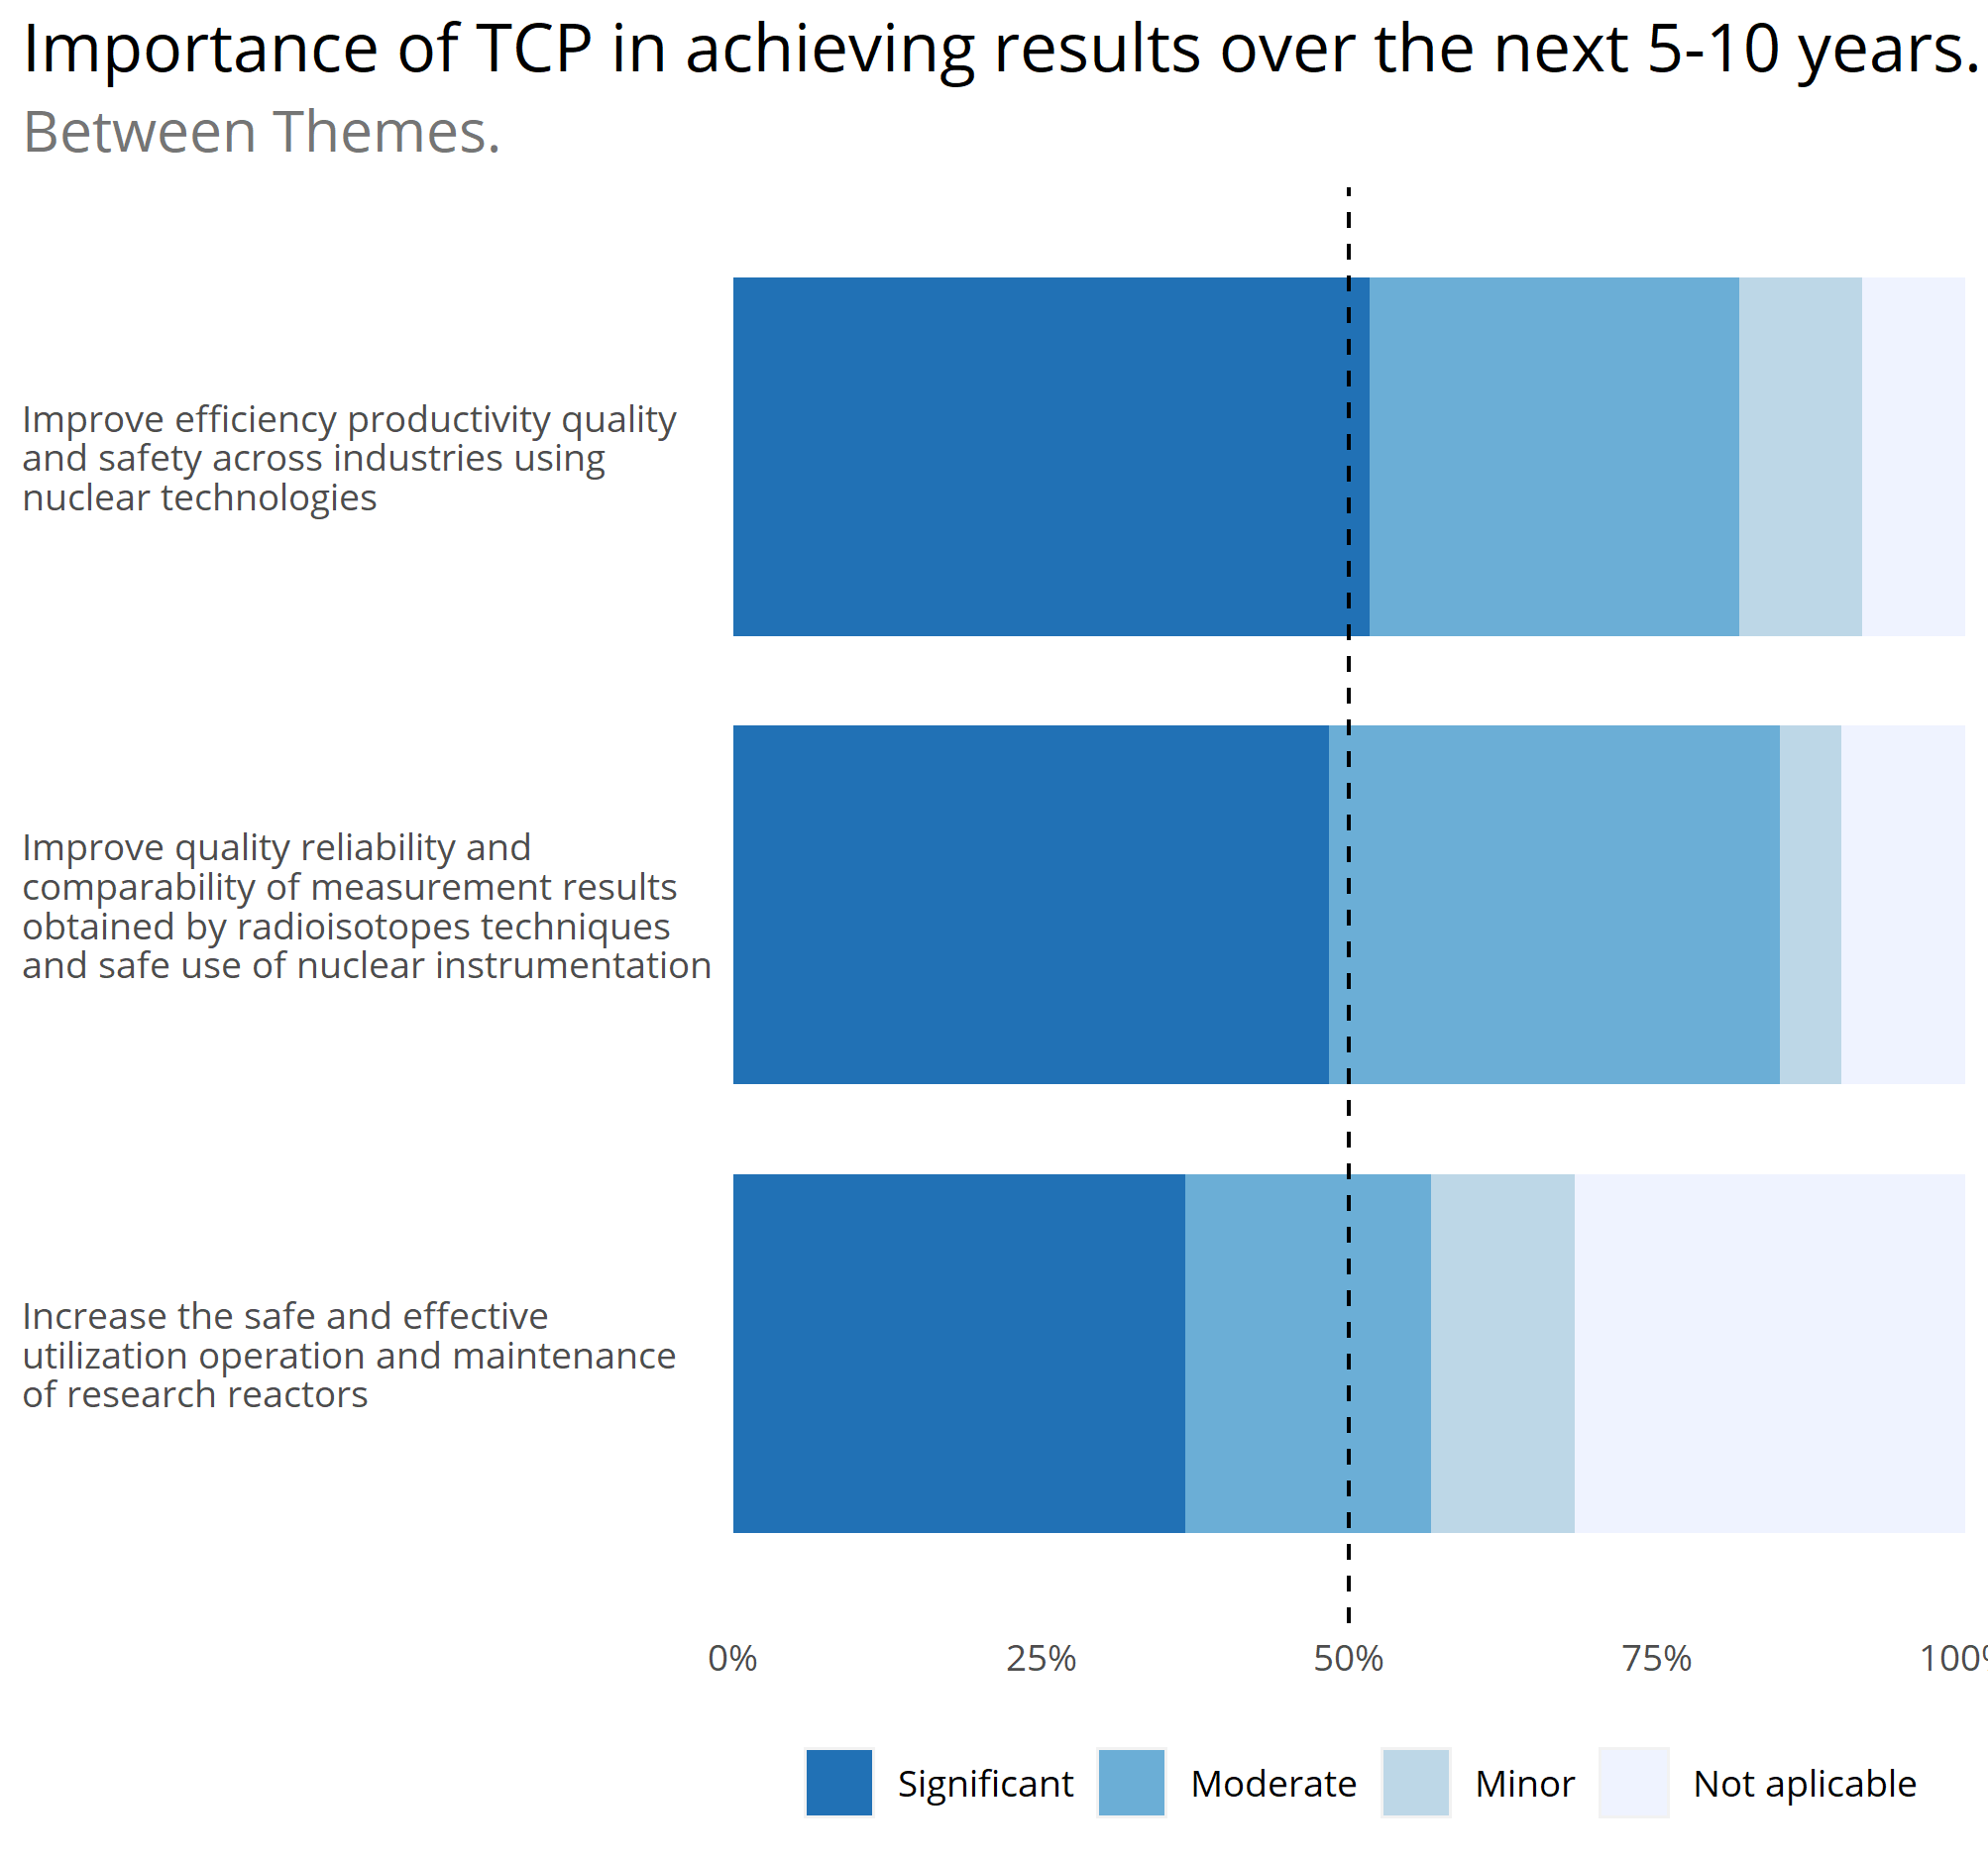 Importance of TCP in achieving results over the next 5-10 years.
Between Themes.
Improve efficiency productivity quality
and safety across industries using
nuclear technologies
Improve quality reliability and
comparability of measurement results
obtained by radioisotopes techniques
and safe use of nuclear instrumentation
Increase the safe and effective
utilization operation and maintenance
of research reactors
0% 25% 50% 75% 100%
Significant Moderate Minor Not aplicable